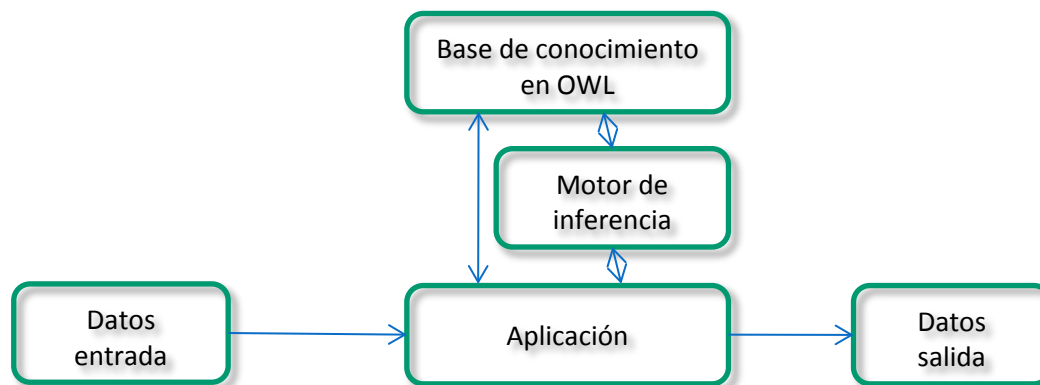 Base de conocimiento
en OWL
Motor de
inferencia
Datos
entrada
Aplicación
Datos
salida